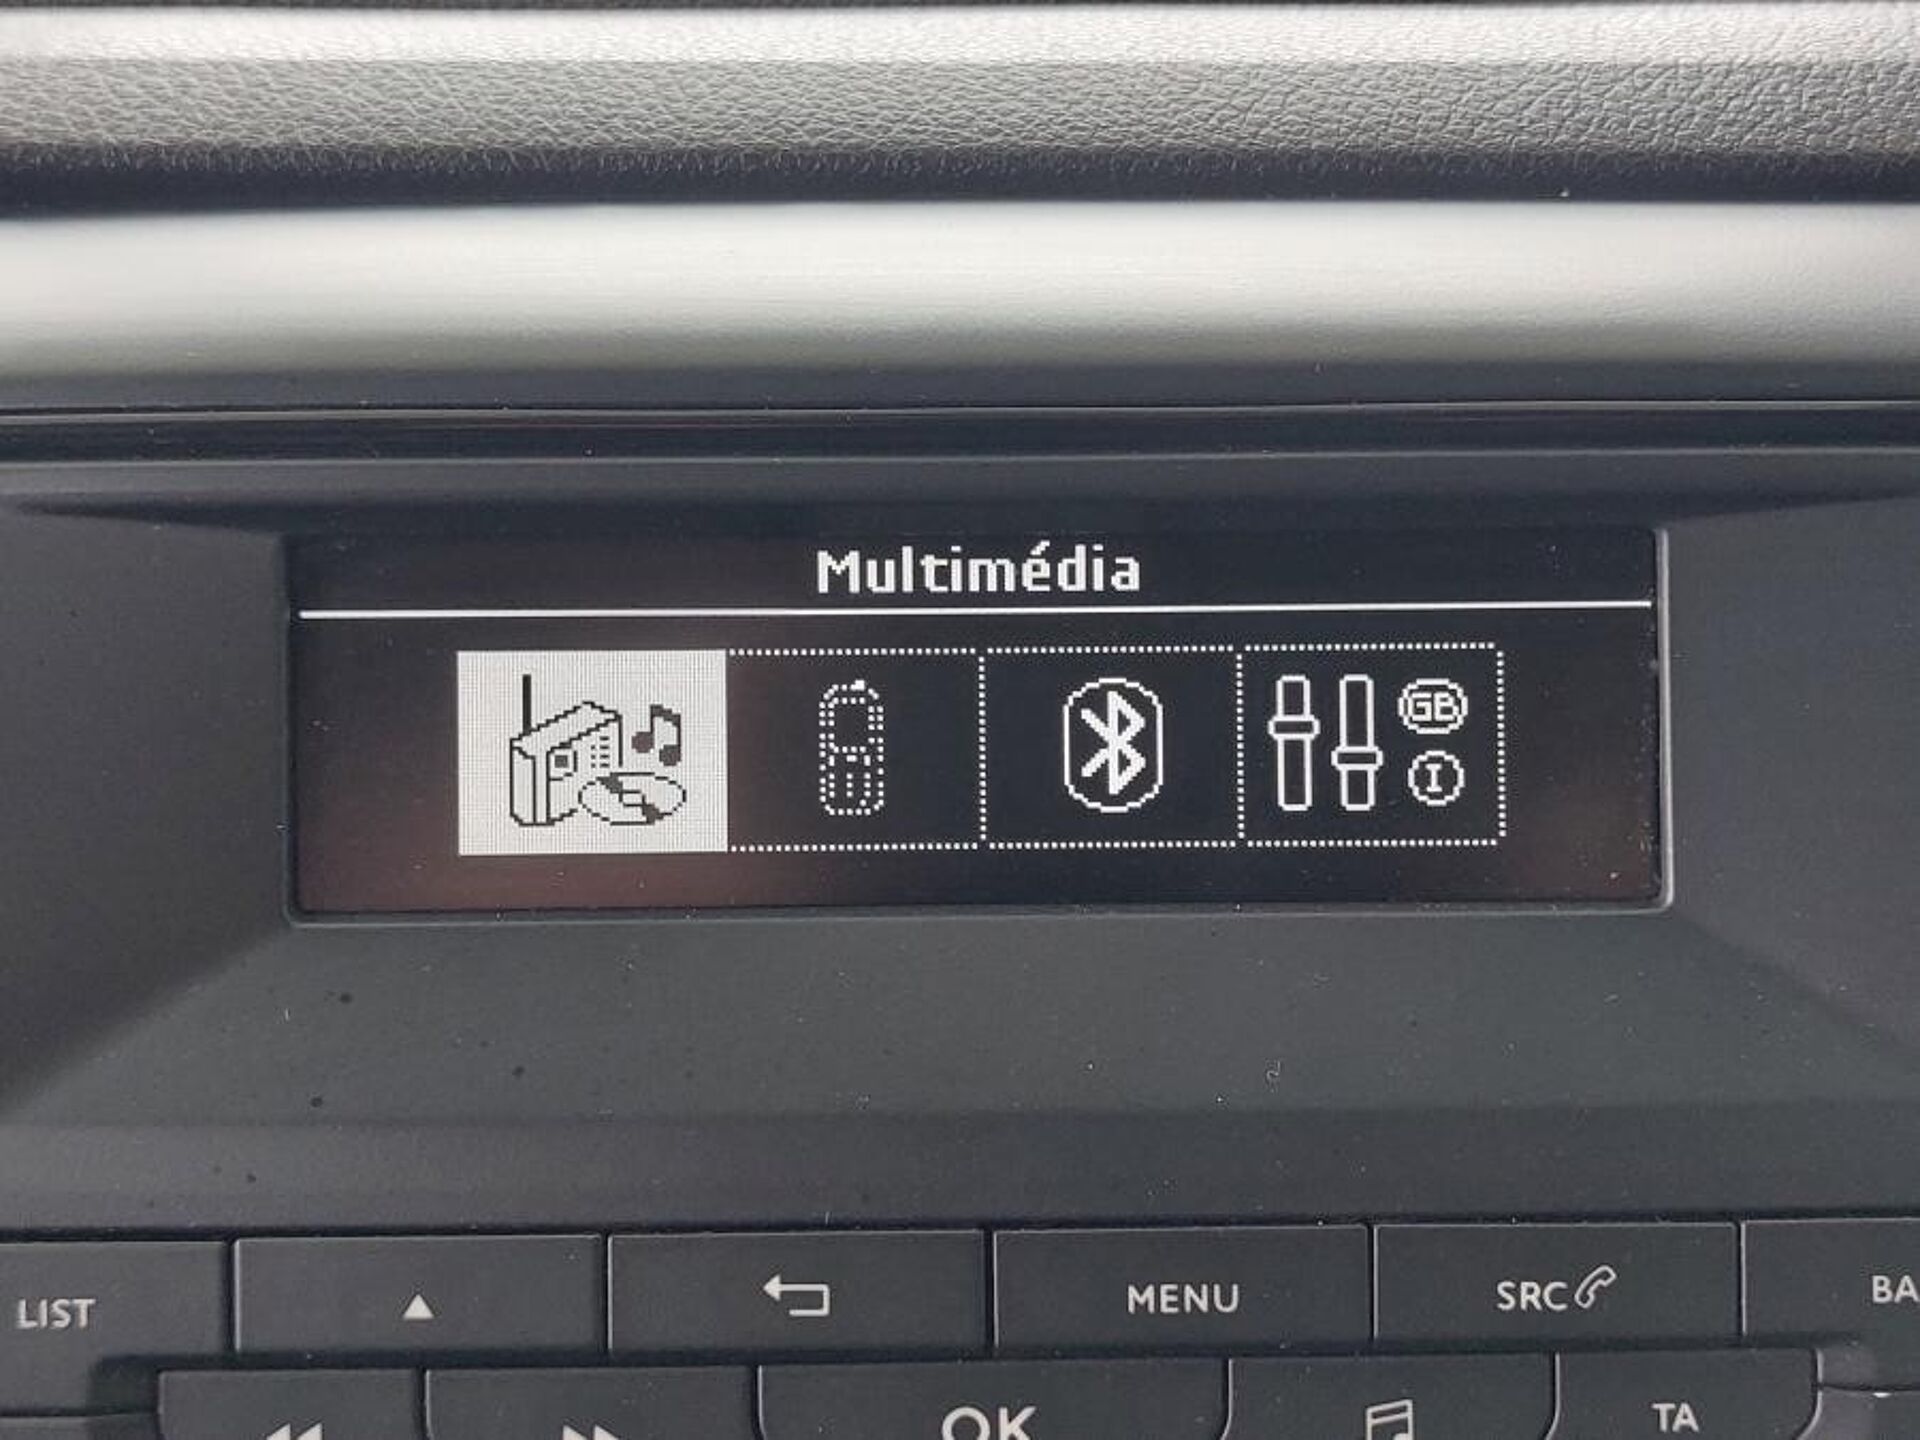 Multimédia
GB
I
LIST
MENU
SRC
BA
OK
TA